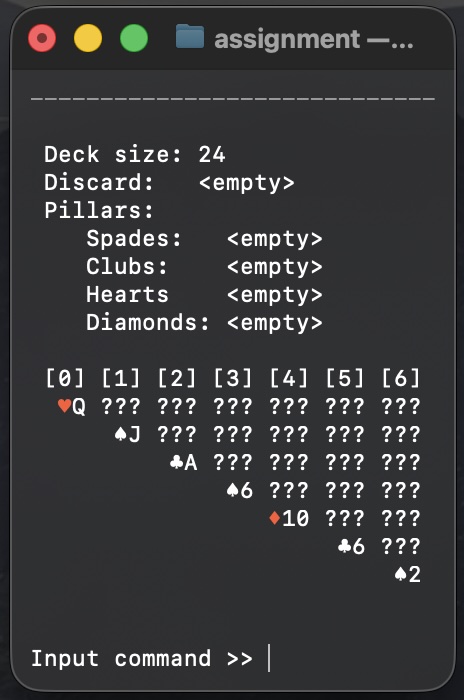 assignment —...
------------------------------
Deck size: 24
Discard:   <empty>
Pillars:
   Spades:   <empty>
   Clubs:    <empty>
   Hearts    <empty>
   Diamonds: <empty>
[0] [1] [2] [3] [4] [5] [6]
 ♥Q ??? ??? ??? ??? ??? ???
     ♠J ??? ??? ??? ??? ???
         ♣A ??? ??? ??? ???
             ♠6 ??? ??? ???
                ♦10 ??? ???
                     ♣6 ???
                         ♠2
Input command >>